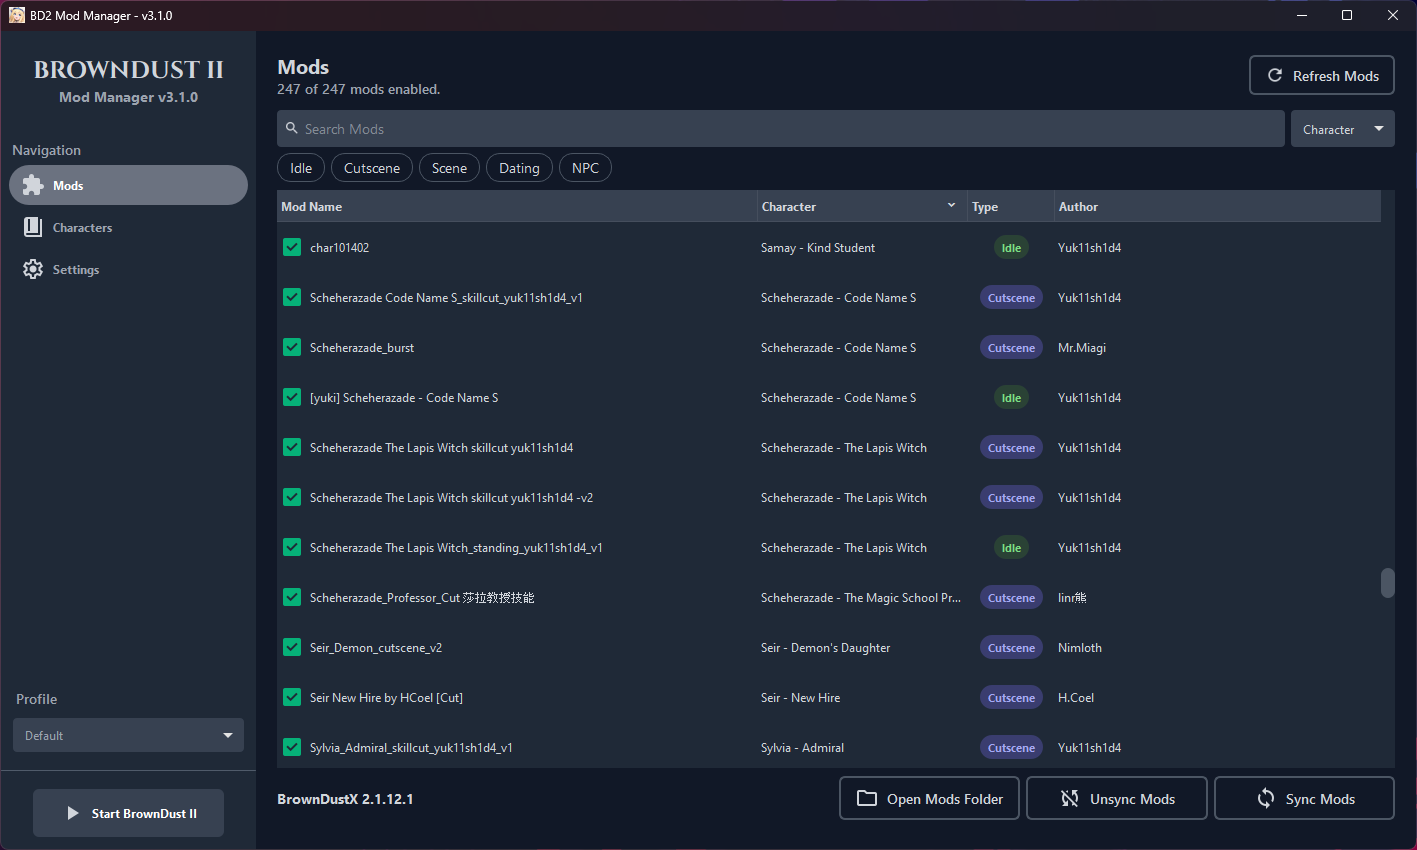 BD2 Mod Manager - v3.1.0
BROWNDUST II
Mod Manager v3.1.0
Navigation
Mods
Characters
Settings
Profile
Default
Start BrownDust II
Mods
247 of 247 mods enabled.
Refresh Mods
Search Mods
Character
Idle Cutscene Scene Dating NPC
Mod Name Character Type Author
char101402 Samay - Kind Student Idle Yuk11sh1d4
Scheherazade Code Name S_skillcut_yuk11sh1d4_v1 Scheherazade - Code Name S Cutscene Yuk11sh1d4
Scheherazade_burst Scheherazade - Code Name S Cutscene Mr.Miagi
[yuki] Scheherazade - Code Name S Scheherazade - Code Name S Idle Yuk11sh1d4
Scheherazade The Lapis Witch skillcut yuk11sh1d4 Scheherazade - The Lapis Witch Cutscene Yuk11sh1d4
Scheherazade The Lapis Witch skillcut yuk11sh1d4 -v2 Scheherazade - The Lapis Witch Cutscene Yuk11sh1d4
Scheherazade The Lapis Witch_standing_yuk11sh1d4_v1 Scheherazade - The Lapis Witch Idle Yuk11sh1d4
Scheherazade_Professor_Cut 莎拉教授技能 Scheherazade - The Magic School Pr... Cutscene linr熊
Seir_Demon_cutscene_v2 Seir - Demon's Daughter Cutscene Nimloth
Seir New Hire by HCoel [Cut] Seir - New Hire Cutscene H.Coel
Sylvia_Admiral_skillcut_yuk11sh1d4_v1 Sylvia - Admiral Cutscene Yuk11sh1d4
BrownDustX 2.1.12.1
Open Mods Folder
Unsync Mods
Sync Mods